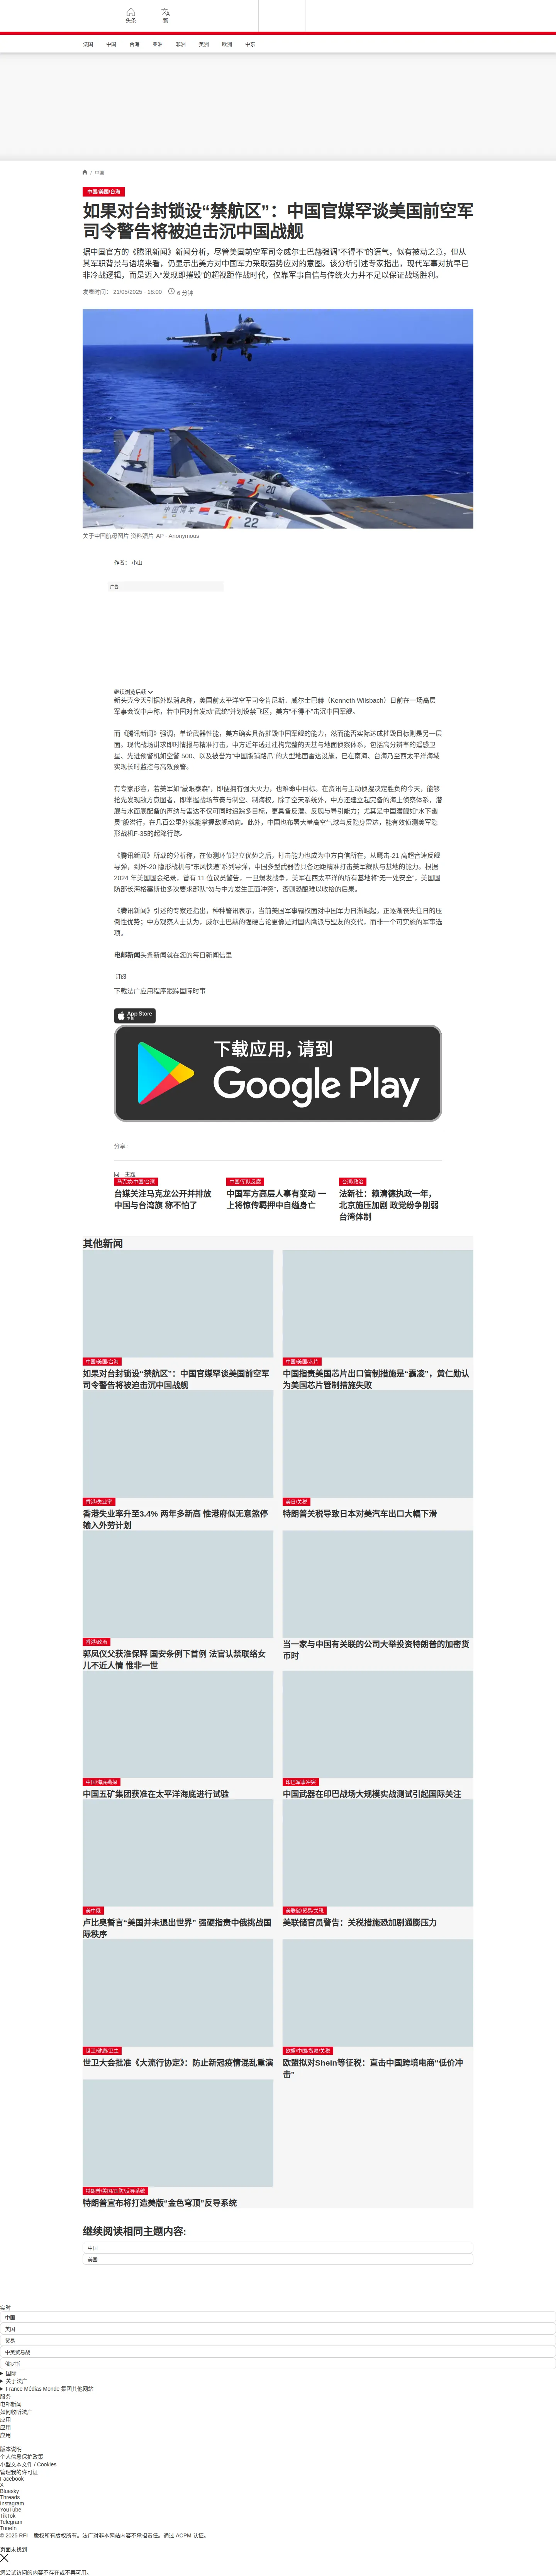 头条
繁
法国
中国
台海
亚洲
非洲
美洲
欧洲
中东
/ 中国
中国/美国/台海
如果对台封锁设“禁航区”：中国官媒罕谈美国前空军
司令警告将被迫击沉中国战舰
据中国官方的《腾讯新闻》新闻分析，尽管美国前空军司令威尔士巴赫强调“不得不”的语气，似有被动之意，但从
其军职背景与语境来看，仍显示出美方对中国军力采取强势应对的意图。该分析引述专家指出，现代军事对抗早已
非冷战逻辑，而是迈入“发现即摧毁”的超视距作战时代，仅靠军事自信与传统火力并不足以保证战场胜利。
发表时间： 21/05/2025 - 18:00
6 分钟
22
关于中国航母图片 资料照片 AP - Anonymous
作者： 小山
广告
继续浏览后续
新头壳今天引据外媒消息称，美国前太平洋空军司令肯尼斯．威尔士巴赫（Kenneth Wilsbach）日前在一场高层
军事会议中声称，若中国对台发动“武统”并划设禁飞区，美方“不得不”击沉中国军舰。
而《腾讯新闻》强调，单论武器性能，美方确实具备摧毁中国军舰的能力，然而能否实际达成摧毁目标则是另一层
面。现代战场讲求即时情报与精准打击，中方近年透过建构完整的天基与地面侦察体系，包括高分辨率的遥感卫
星、先进预警机如空警 500，以及被誉为“中国版铺路爪”的大型地面雷达设施，已在南海、台海乃至西太平洋海域
实现长时监控与高效预警。
有专家形容，若美军如“蒙眼泰森”，即便拥有强大火力，也难命中目标。在资讯与主动侦搜决定胜负的今天，能够
抢先发现敌方意图者，即掌握战场节奏与制空、制海权。除了空天系统外，中方还建立起完备的海上侦察体系，潜
舰与水面舰配备的声纳与雷达不仅可同时追踪多目标，更具备反潜、反舰与导引能力；尤其是中国潜舰如“水下幽
灵”般潜行，在几百公里外就能掌握敌舰动向。此外，中国也布署大量高空气球与反隐身雷达，能有效侦测美军隐
形战机F-35的起降行踪。
《腾讯新闻》所载的分析称，在侦测环节建立优势之后，打击能力也成为中方自信所在。从鹰击-21 高超音速反舰
导弹，到歼-20 隐形战机与“东风快递”系列导弹，中国多型武器皆具备远距精准打击美军舰队与基地的能力。根据
2024 年美国国会纪录，曾有 11 位议员警告，一旦爆发战争，美军在西太平洋的所有基地将“无一处安全”，美国国
防部长海格塞斯也多次要求部队“勿与中方发生正面冲突”，否则恐酿难以收拾的后果。
《腾讯新闻》引述的专家还指出，种种警讯表示，当前美国军事霸权面对中国军力日渐崛起，正逐渐丧失往日的压
倒性优势；中方观察人士认为，威尔士巴赫的强硬言论更像是对国内鹰派与盟友的交代，而非一个可实施的军事选
项。
电邮新闻头条新闻就在您的每日新闻信里
订阅
下载法广应用程序跟踪国际时事
App Store
下载
下载应用，请到
Google Play
分享 :
同一主题
马克龙/中国/台湾
台媒关注马克龙公开并排放
中国与台湾旗 称不怕了
中国/军队反腐
中国军方高层人事有变动 一
上将惊传羁押中自缢身亡
台湾/政治
法新社：赖清德执政一年，
北京施压加剧 政党纷争削弱
台湾体制
其他新闻
中国/美国/台海
如果对台封锁设“禁航区”：中国官媒罕谈美国前空军
司令警告将被迫击沉中国战舰
中国/美国/芯片
中国指责美国芯片出口管制措施是“霸凌”，黄仁勋认
为美国芯片管制措施失败
香港/失业率
香港失业率升至3.4% 两年多新高 惟港府似无意煞停
输入外劳计划
美日/关税
特朗普关税导致日本对美汽车出口大幅下滑
香港/政治
郭凤仪父获淮保释 国安条例下首例 法官认禁联络女
儿不近人情 惟非一世
当一家与中国有关联的公司大举投资特朗普的加密货
币时
中国/海底勘探
中国五矿集团获准在太平洋海底进行试验
印巴军事冲突
中国武器在印巴战场大规模实战测试引起国际关注
美中俄
卢比奥誓言“美国并未退出世界” 强硬指责中俄挑战国
际秩序
美联储/贸易/关税
美联储官员警告：关税措施恐加剧通膨压力
世卫/健康/卫生
世卫大会批准《大流行协定》：防止新冠疫情混乱重演
欧盟/中国/贸易/关税
欧盟拟对Shein等征税：直击中国跨境电商“低价冲
击”
特朗普/美国/国防/反导系统
特朗普宣布将打造美版“金色穹顶”反导系统
继续阅读相同主题内容:
中国
美国
实时
中国
美国
贸易
中美贸易战
俄罗斯
国际
关于法广
France Médias Monde 集团其他网站
服务
电邮新闻
如何收听法广
应用
应用
应用
版本说明
个人信息保护政策
小型文本文件 / Cookies
管理我的许可证
Facebook
X
Bluesky
Threads
Instagram
YouTube
TikTok
Telegram
TuneIn
© 2025 RFI – 版权所有版权所有。法广对非本网站内容不承担责任。通过 ACPM 认证。
页面未找到
您尝试访问的内容不存在或不再可用。